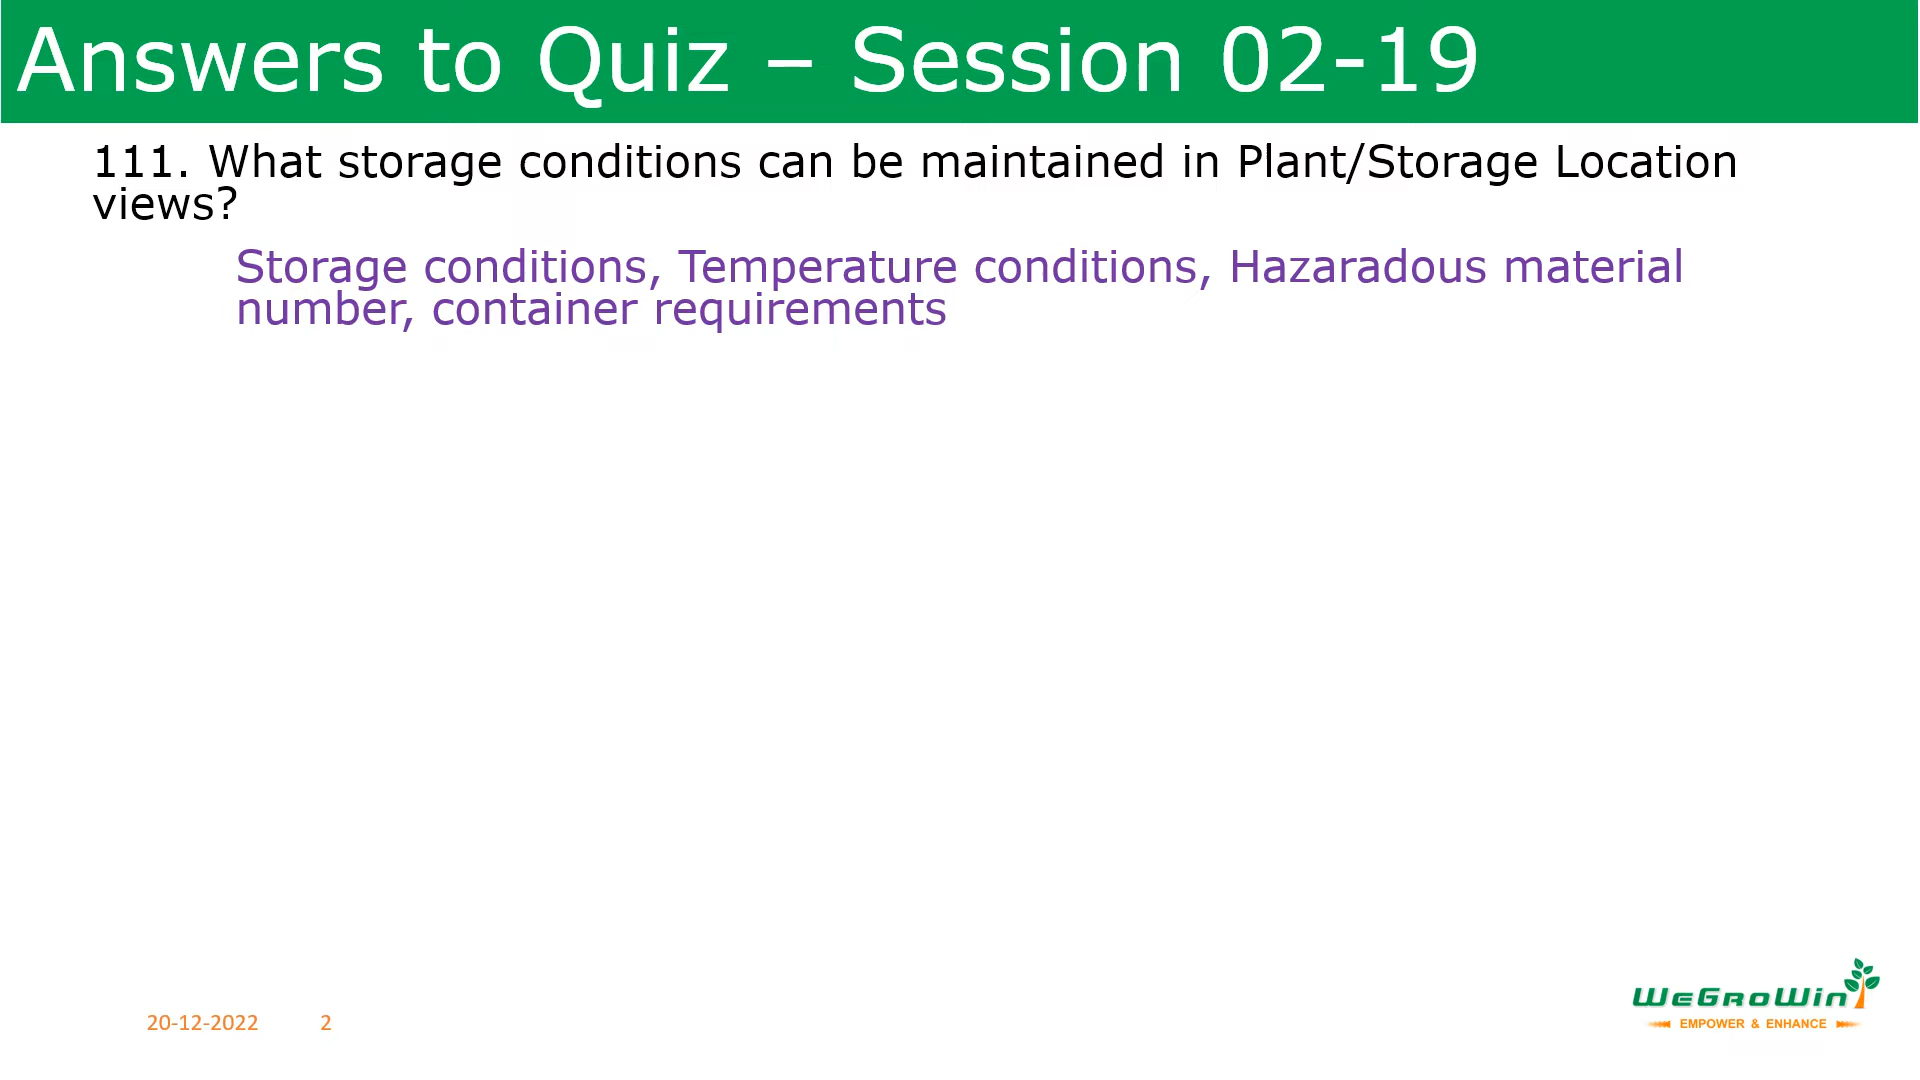 Answers to Quiz – Session 02-19
111. What storage conditions can be maintained in Plant/Storage Location
views?
Storage conditions, Temperature conditions, Hazaradous material
number, container requirements
20-12-2022 2
WeGroWin
EMPOWER & ENHANCE